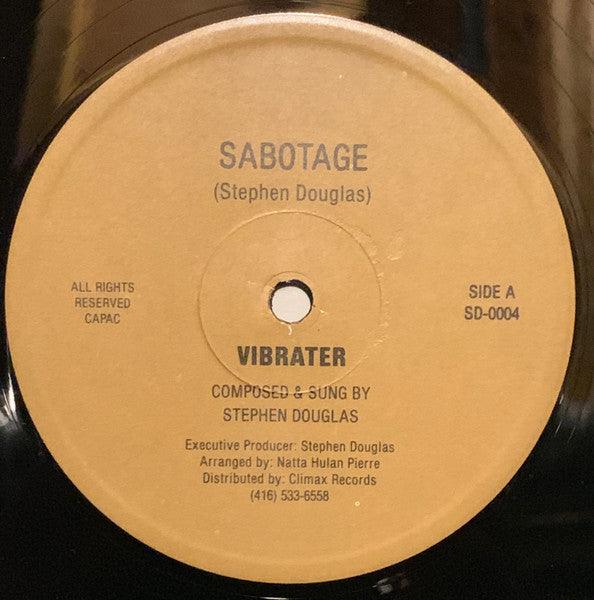 SABOTAGE
(Stephen Douglas)
ALL RIGHTS
RESERVED
CAPAC
SIDE A
SD-0004
VIBRATER
COMPOSED & SUNG BY
STEPHEN DOUGLAS
Executive Producer: Stephen Douglas
Arranged by: Natta Hulan Pierre
Distributed by: Climax Records
(416) 533-6558